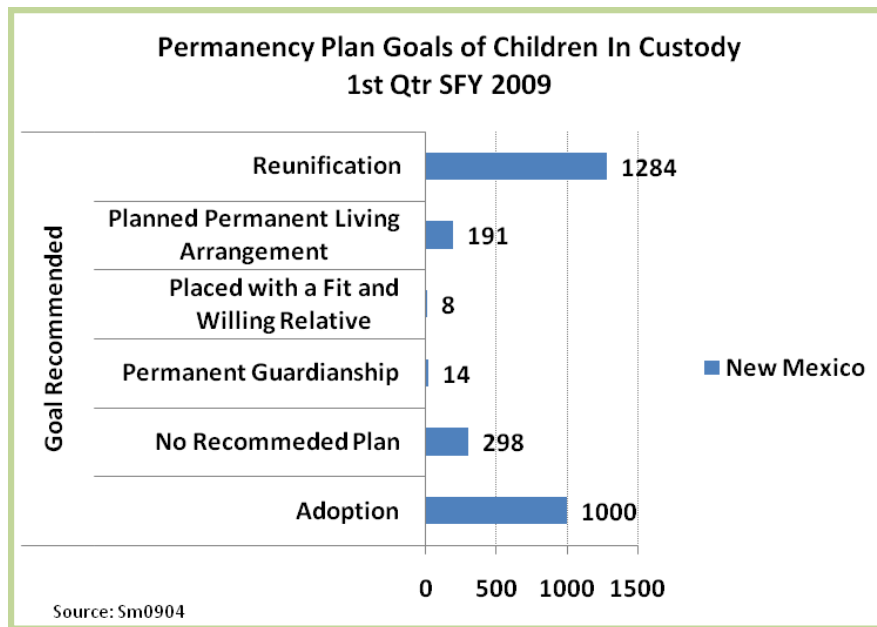 Permanency Plan Goals of Children In Custody
1st Qtr SFY 2009
Goal Recommended
Reunification
1284
Planned Permanent Living
Arrangement
191
Placed with a Fit and
Willing Relative
8
Permanent Guardianship
14
No Recommeded Plan
298
Adoption
1000
New Mexico
0 500 1000 1500
Source: Sm0904